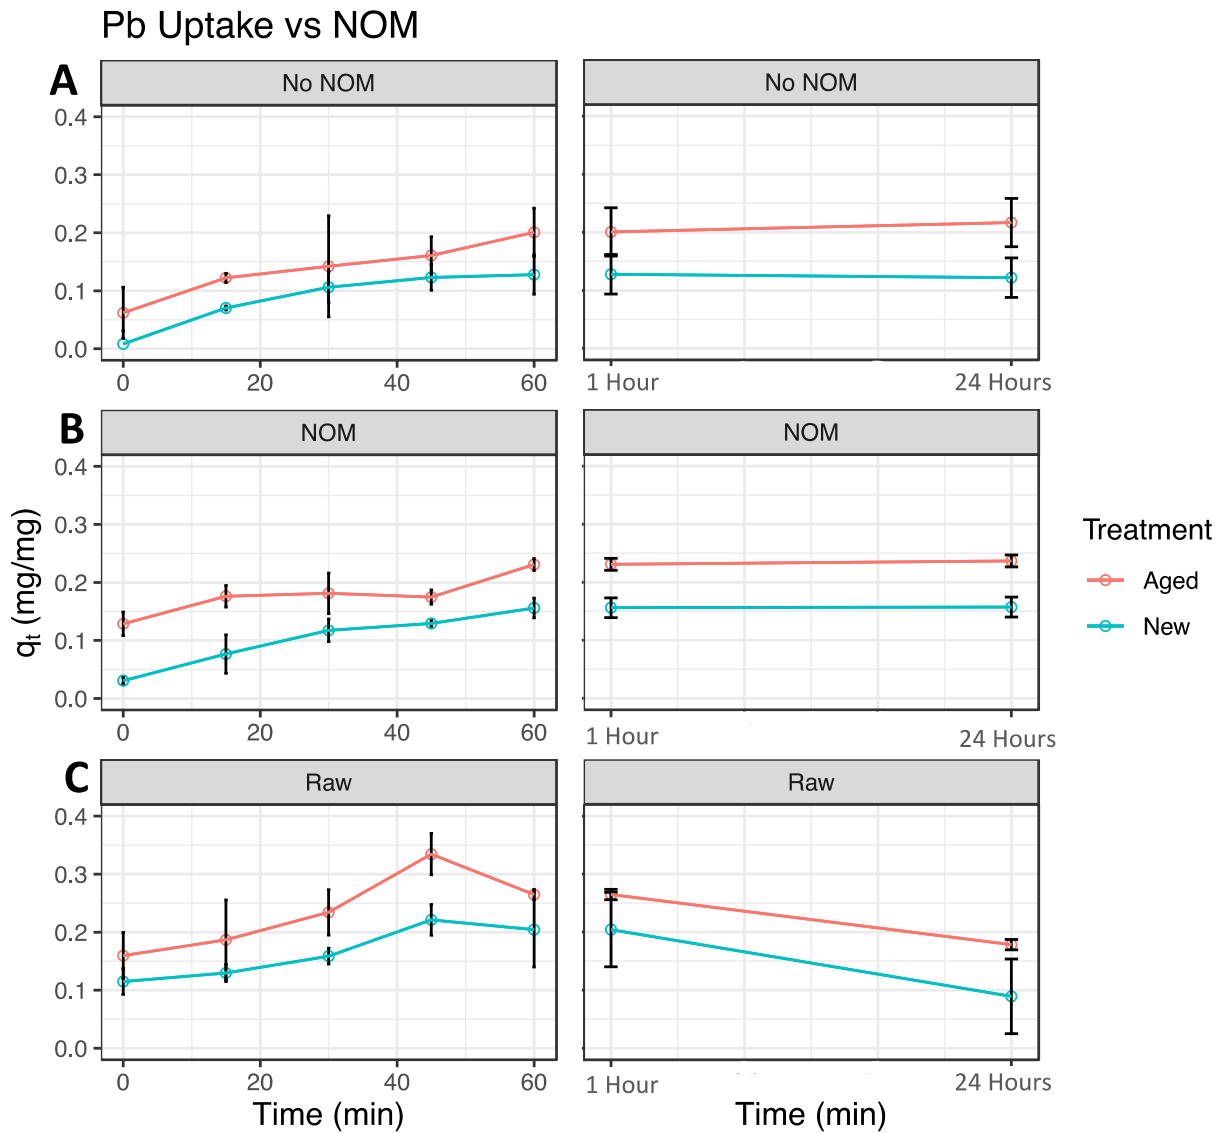 Pb Uptake vs NOM
A
No NOM
No NOM
0.4
0.3
0.2
0.1
0.0
0 20 40 60
1 Hour 24 Hours
B
NOM
NOM
0.4
0.3
0.2
0.1
0.0
0 20 40 60
1 Hour 24 Hours
qt (mg/mg)
Treatment
Aged
New
C
Raw
Raw
0.4
0.3
0.2
0.1
0.0
0 20 40 60
1 Hour 24 Hours
Time (min)
Time (min)